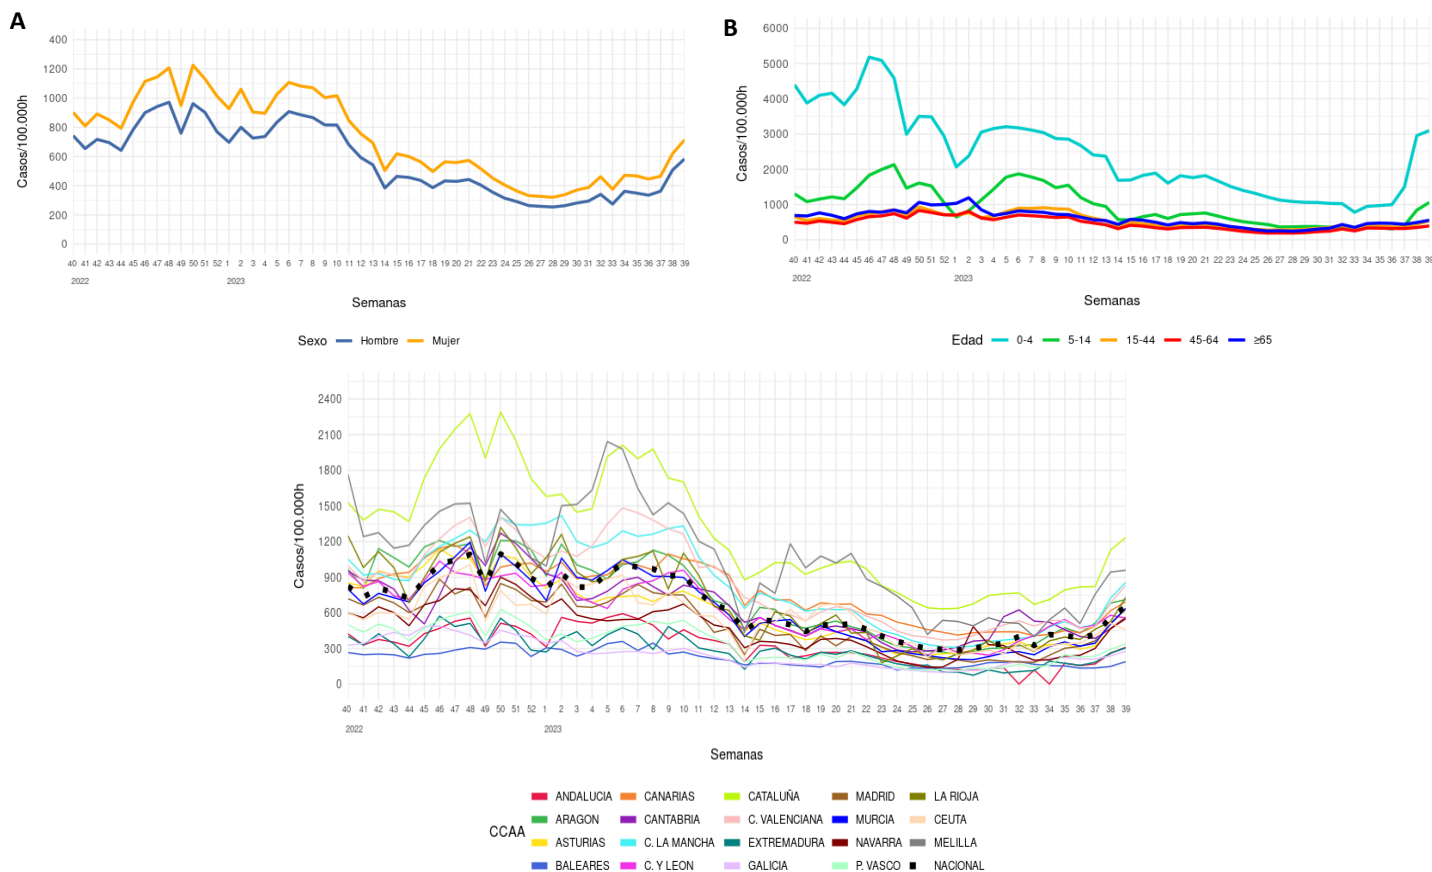 A
400
1200
1000
800
600
400
200
0
Casos/100.000h
40 41 42 43 44 45 46 47 48 49 50 51 52 1 2 3 4 5 6 7 8 9 10 11 12 13 14 15 16 17 18 19 20 21 22 23 24 25 26 27 28 29 30 31 32 33 34 35 36 37 38 39
2022 2023
Semanas
Sexo Hombre Mujer
B
6000
5000
4000
3000
2000
1000
0
Casos/100.000h
40 41 42 43 44 45 46 47 48 49 50 51 52 1 2 3 4 5 6 7 8 9 10 11 12 13 14 15 16 17 18 19 20 21 22 23 24 25 26 27 28 29 30 31 32 33 34 35 36 37 38 39
2022 2023
Semanas
Edad 0-4 5-14 15-44 45-64 ≥65
2400
2100
1800
1500
1200
900
600
300
0
Casos/100.000h
40 41 42 43 44 45 46 47 48 49 50 51 52 1 2 3 4 5 6 7 8 9 10 11 12 13 14 15 16 17 18 19 20 21 22 23 24 25 26 27 28 29 30 31 32 33 34 35 36 37 38 39
2022 2023
Semanas
ANDALUCIA CANARIAS CATALUÑA MADRID LA RIOJA
ARAGON CANTABRIA C. VALENCIANA MURCIA CEUTA
CCAA
ASTURIAS C. LA MANCHA EXTREMADURA NAVARRA MELILLA
BALEARES C. Y LEON GALICIA P. VASCO NACIONAL